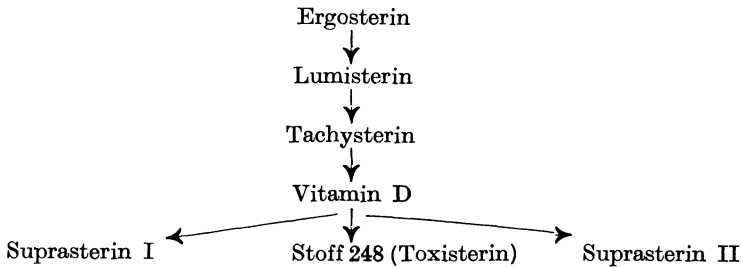 Ergosterin
Lumisterin
Tachysterin
Vitamin D
Suprasterin I Stoff 248 (Toxisterin) Suprasterin II